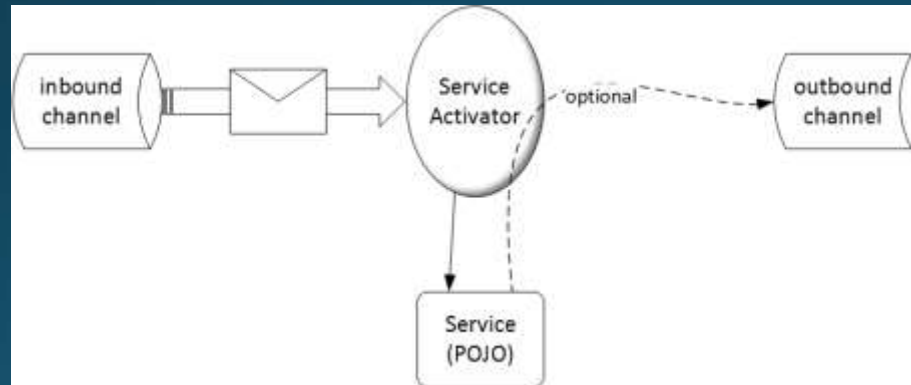 inbound
channel
Service
Activator
optional
outbound
channel
Service
(POJO)